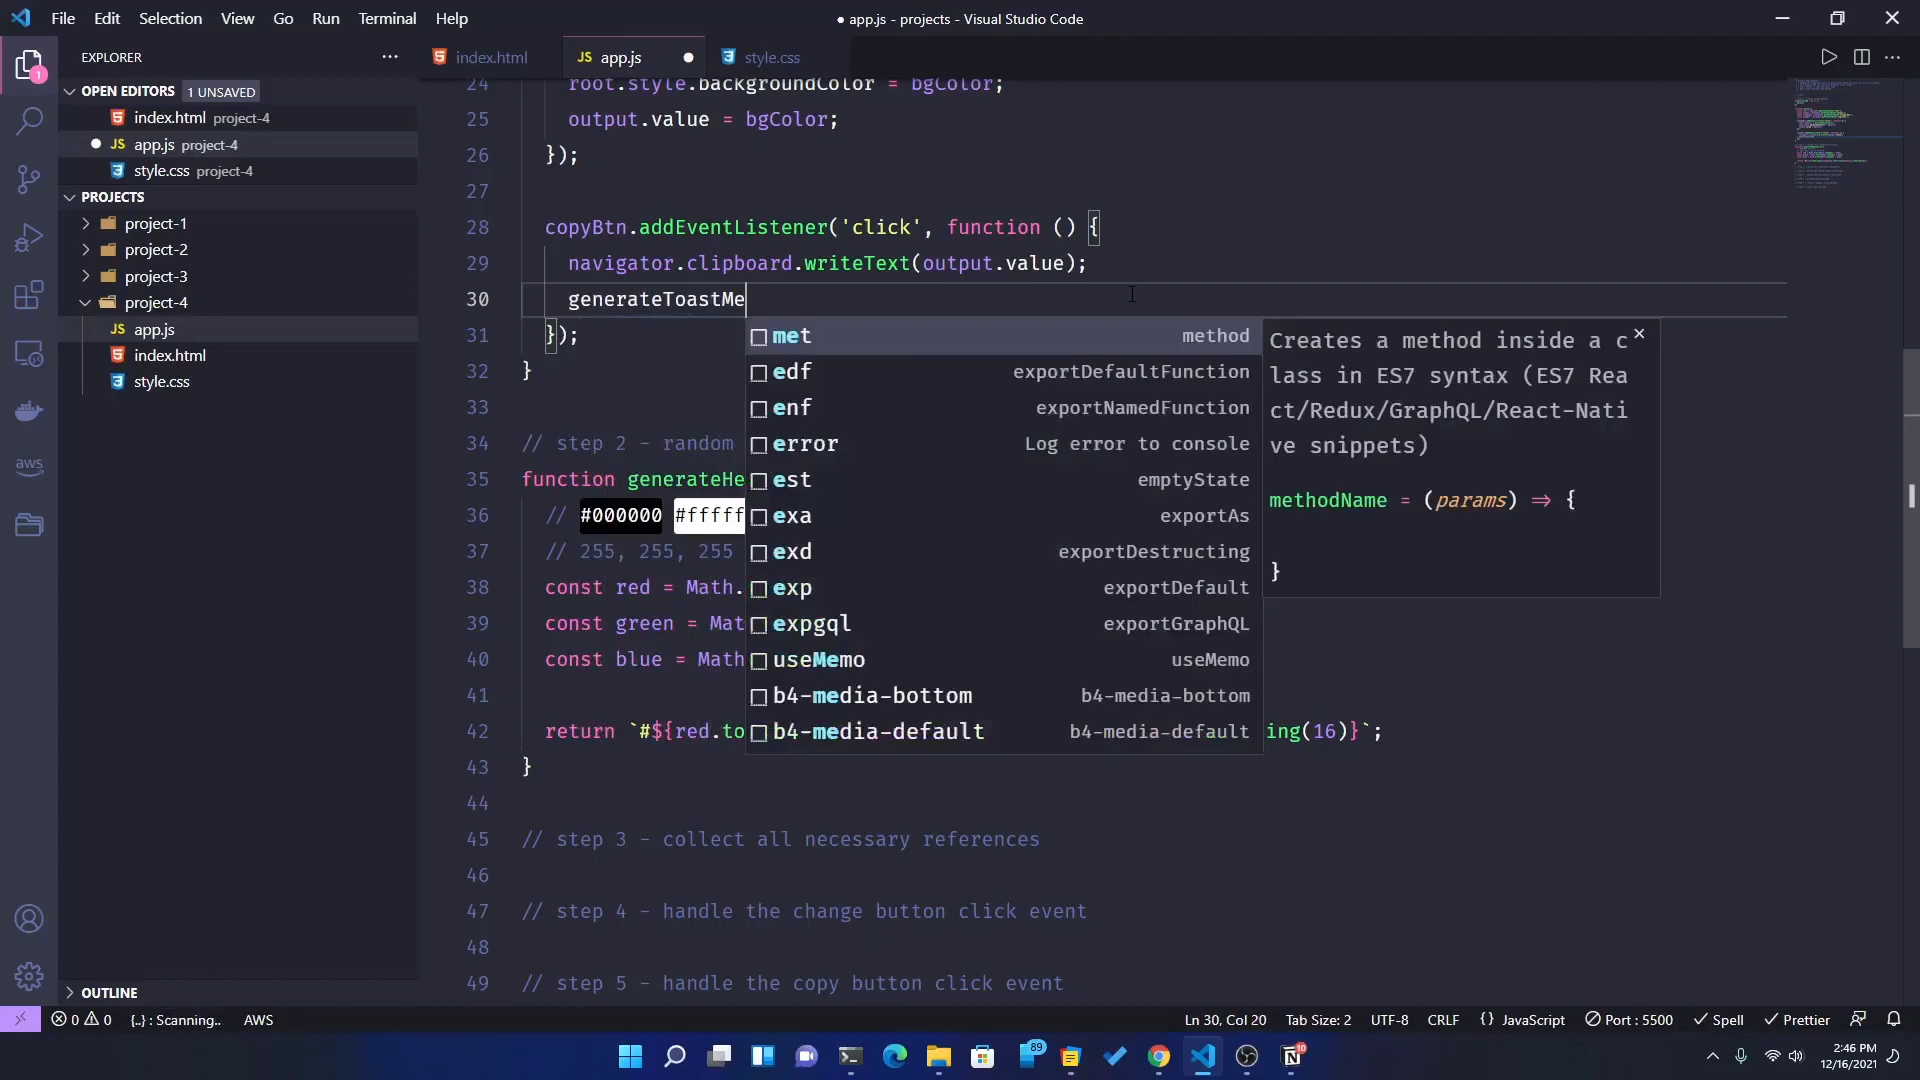 File Edit Selection View Go Run Terminal Help
● app.js - projects - Visual Studio Code
EXPLORER
index.html
JS app.js
style.css
OPEN EDITORS 1 UNSAVED
index.html project-4
JS app.js project-4
style.css project-4
PROJECTS
project-1
project-2
project-3
project-4
JS app.js
index.html
style.css
OUTLINE
1
aws
24 root.style.backgroundColor = bgColor;
25 output.value = bgColor;
26 });
27
28 copyBtn.addEventListener('click', function () {
29 navigator.clipboard.writeText(output.value);
30 generateToastMe
31 });
32 }
33
34 // step 2 - random
35 function generateHe
36 // #000000 #fffff
37 // 255, 255, 255
38 const red = Math.
39 const green = Mat
40 const blue = Math
41
42 return `#${red.to ing(16)}`;
43 }
44
45 // step 3 - collect all necessary references
46
47 // step 4 - handle the change button click event
48
49 // step 5 - handle the copy button click event
met method
edf exportDefaultFunction
enf exportNamedFunction
error Log error to console
est emptyState
exa exportAs
exd exportDestructing
exp exportDefault
expgql exportGraphQL
useMemo useMemo
b4-media-bottom b4-media-bottom
b4-media-default b4-media-default
Creates a method inside a c
lass in ES7 syntax (ES7 Rea
ct/Redux/GraphQL/React-Nati
ve snippets)
methodName = (params) => {
}
0 0 {..} : Scanning.. AWS
Ln 30, Col 20 Tab Size: 2 UTF-8 CRLF {} JavaScript Port : 5500 Spell Prettier
89
10
2:46 PM
12/16/2021